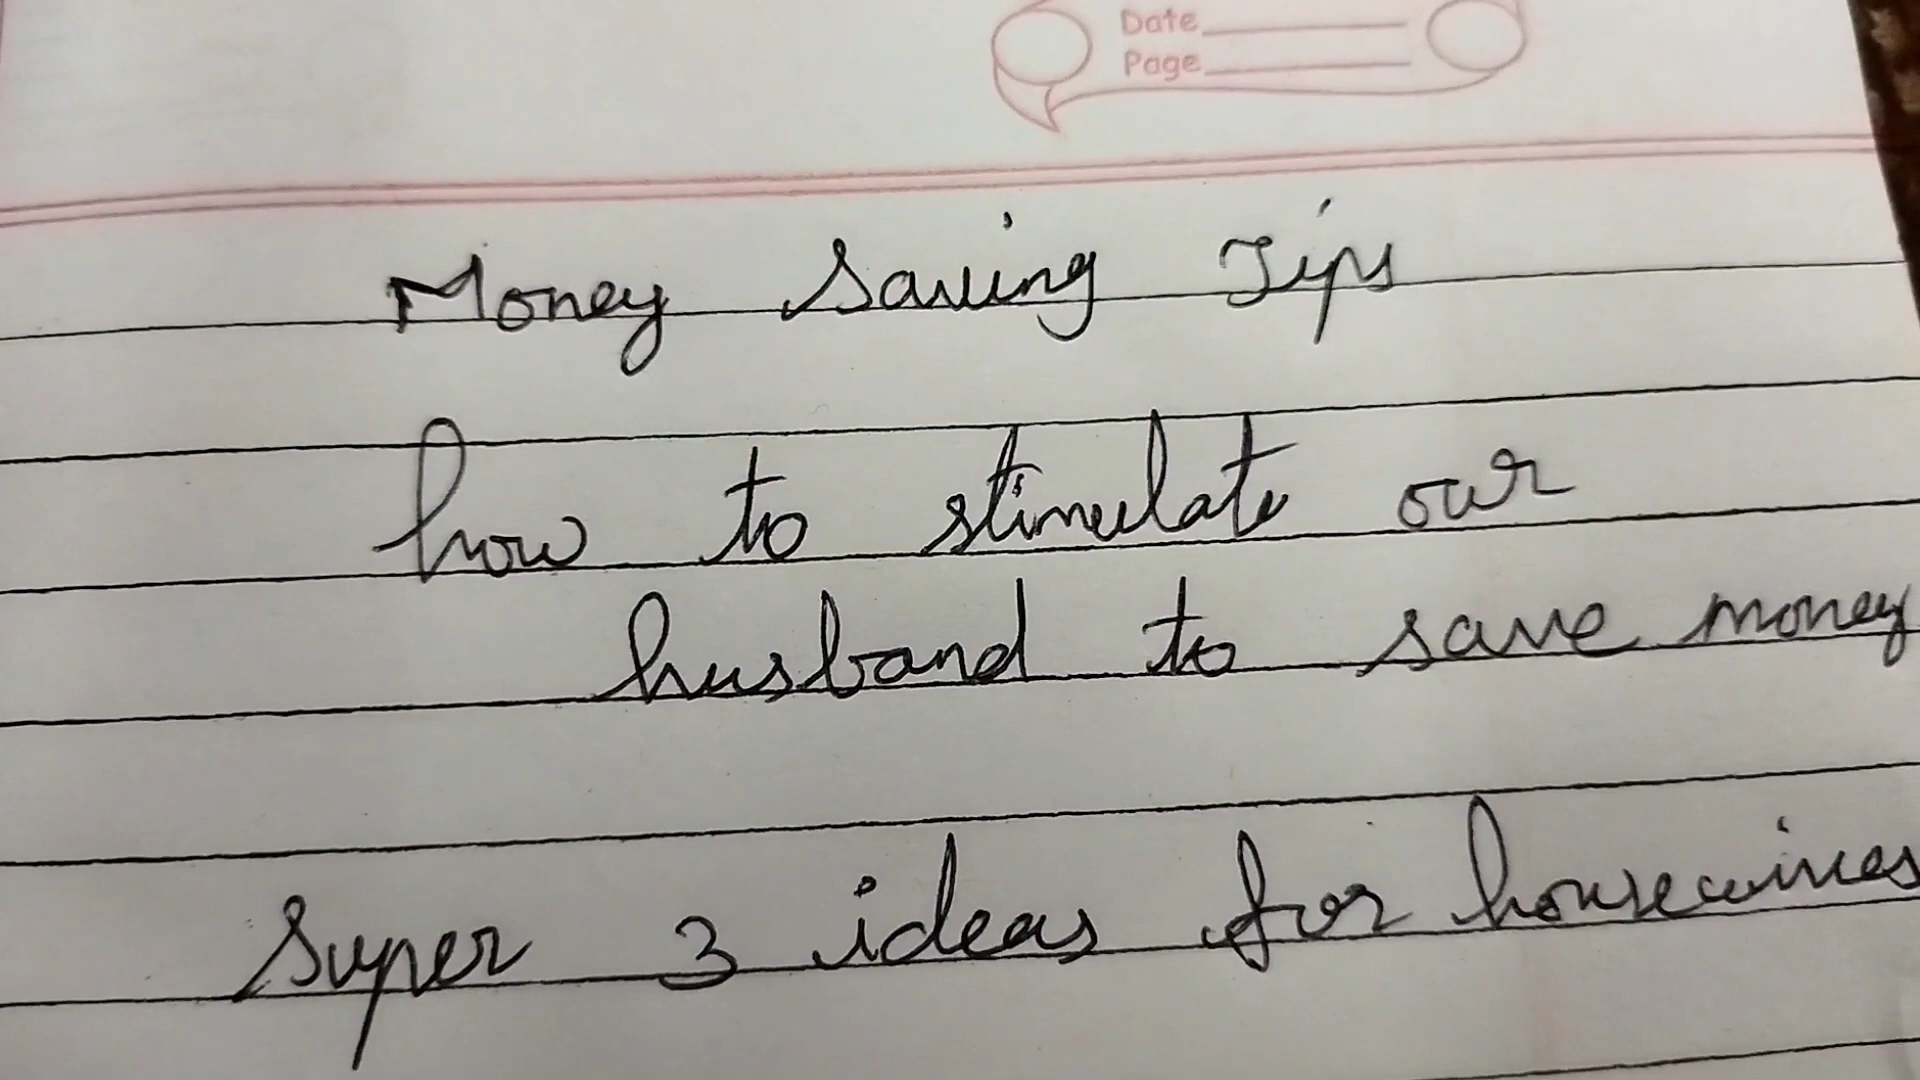 Date
Page
Money Saving Tips
how to stimulate our
husband to save money
Super 3 ideas for housewives